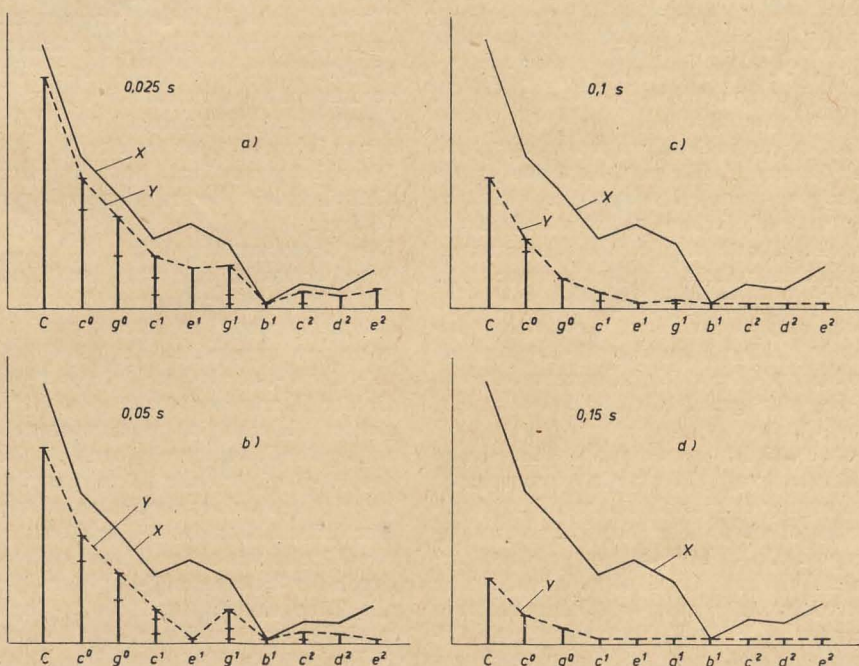 0,025 s
a)
X
Y
C c⁰ g⁰ c¹ e¹ g¹ b¹ c² d² e²
0,1 s
c)
X
Y
C c⁰ g⁰ c¹ e¹ g¹ b¹ c² d² e²
0,05 s
b)
Y
X
C c⁰ g⁰ c¹ e¹ g¹ b¹ c² d² e²
0,15 s
d)
X
Y
C c⁰ g⁰ c¹ e¹ g¹ b¹ c² d² e²